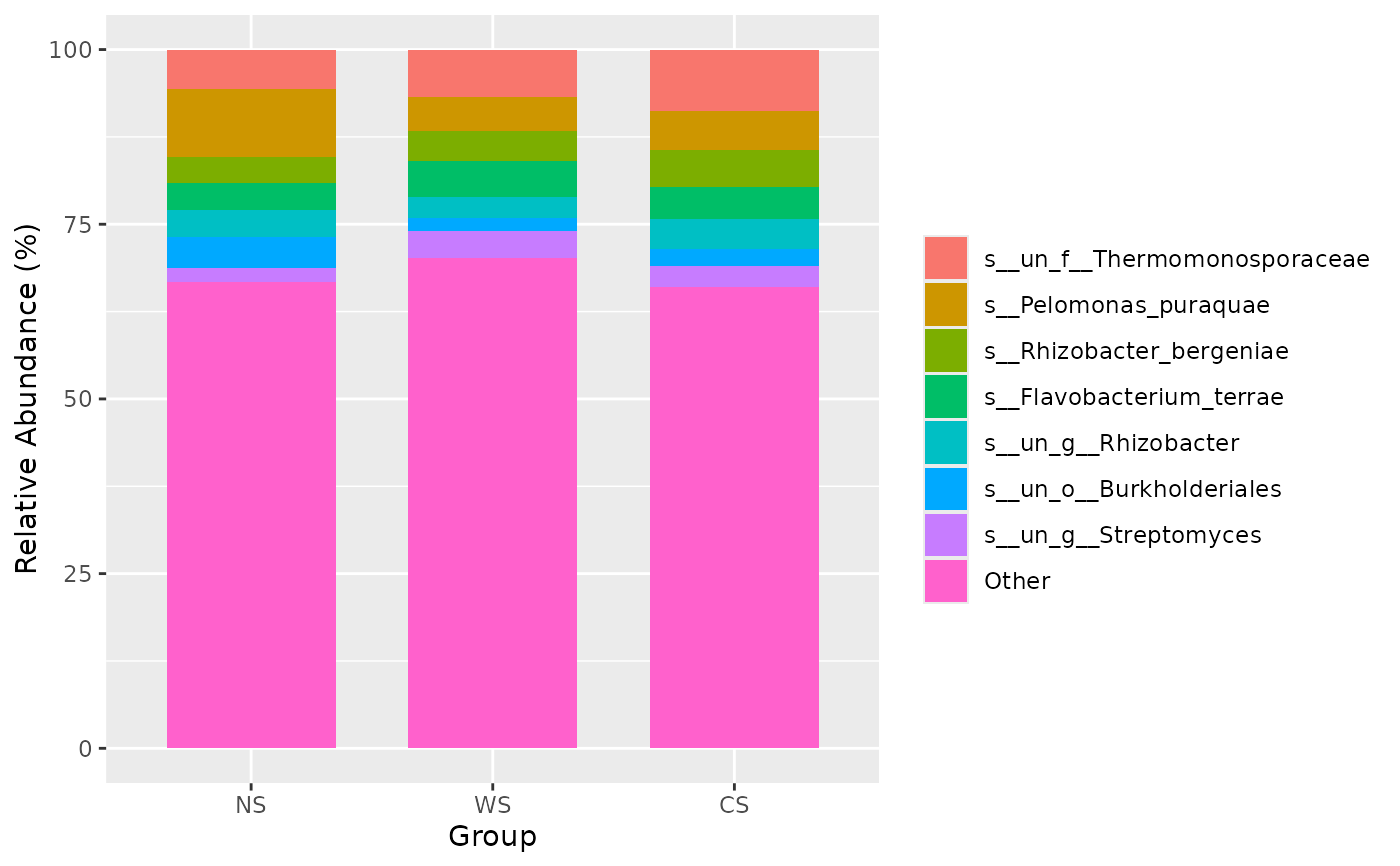 100
75
50
25
0
Relative Abundance (%)
NS
WS
CS
Group
s__un_f__Thermomonosporaceae
s__Pelomonas_puraquae
s__Rhizobacter_bergeniae
s__Flavobacterium_terrae
s__un_g__Rhizobacter
s__un_o__Burkholderiales
s__un_g__Streptomyces
Other